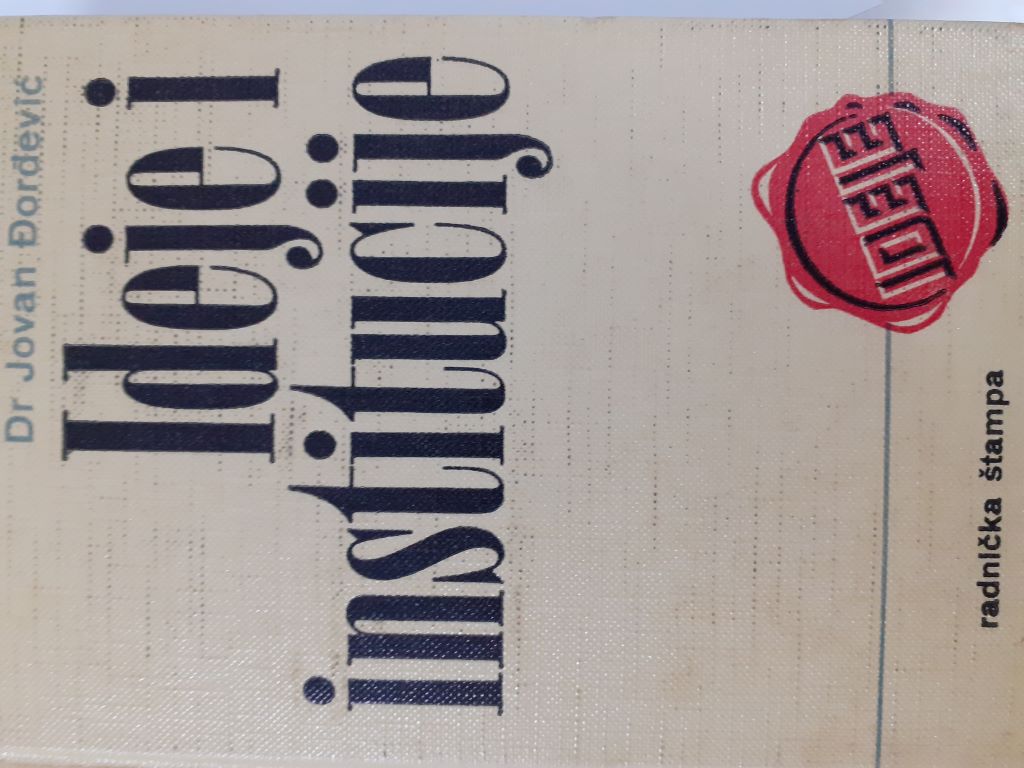 Dr Jovan Đorđević
Ideje i
institucije
ideje
radnička štampa